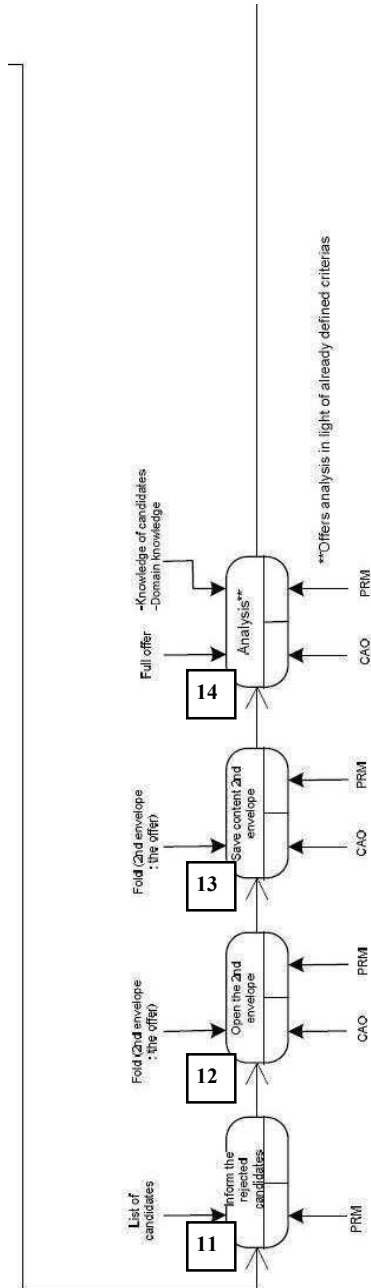 List of
candidates
11
Inform the
rejected
candidates
PRM
Fold (2nd envelope
: the offer)
12
Open the 2nd
envelope
CAO
PRM
Fold (2nd envelope
: the offer)
13
Save content 2nd
envelope
CAO
PRM
Full offer
-Knowledge of candidates
-Domain knowledge
14
Analysis**
CAO
PRM
**Offers analysis in light of already defined criterias